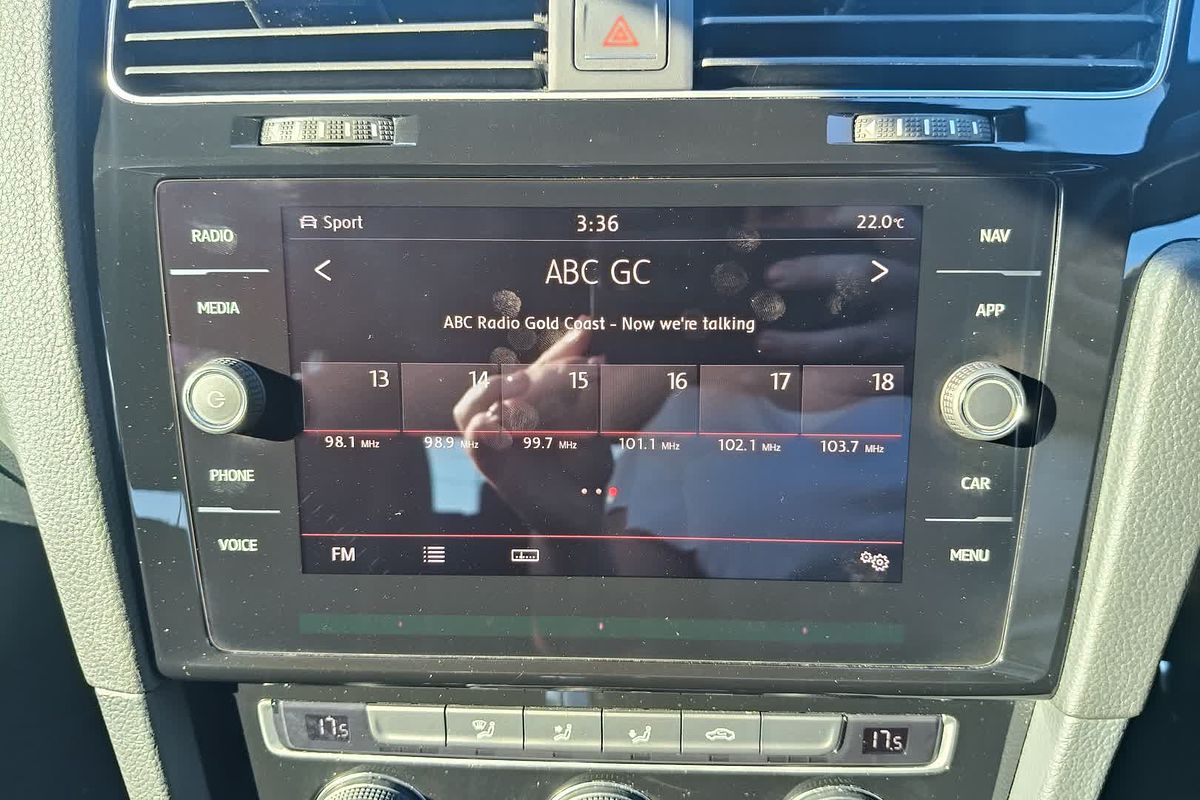 RADIO
MEDIA
PHONE
VOICE
Sport 3:36 22.0°C
< ABC GC >
ABC Radio Gold Coast - Now we're talking
13 14 15 16 17 18
98.1 MHz 98.9 MHz 99.7 MHz 101.1 MHz 102.1 MHz 103.7 MHz
FM
NAV
APP
CAR
MENU
17.5 17.5